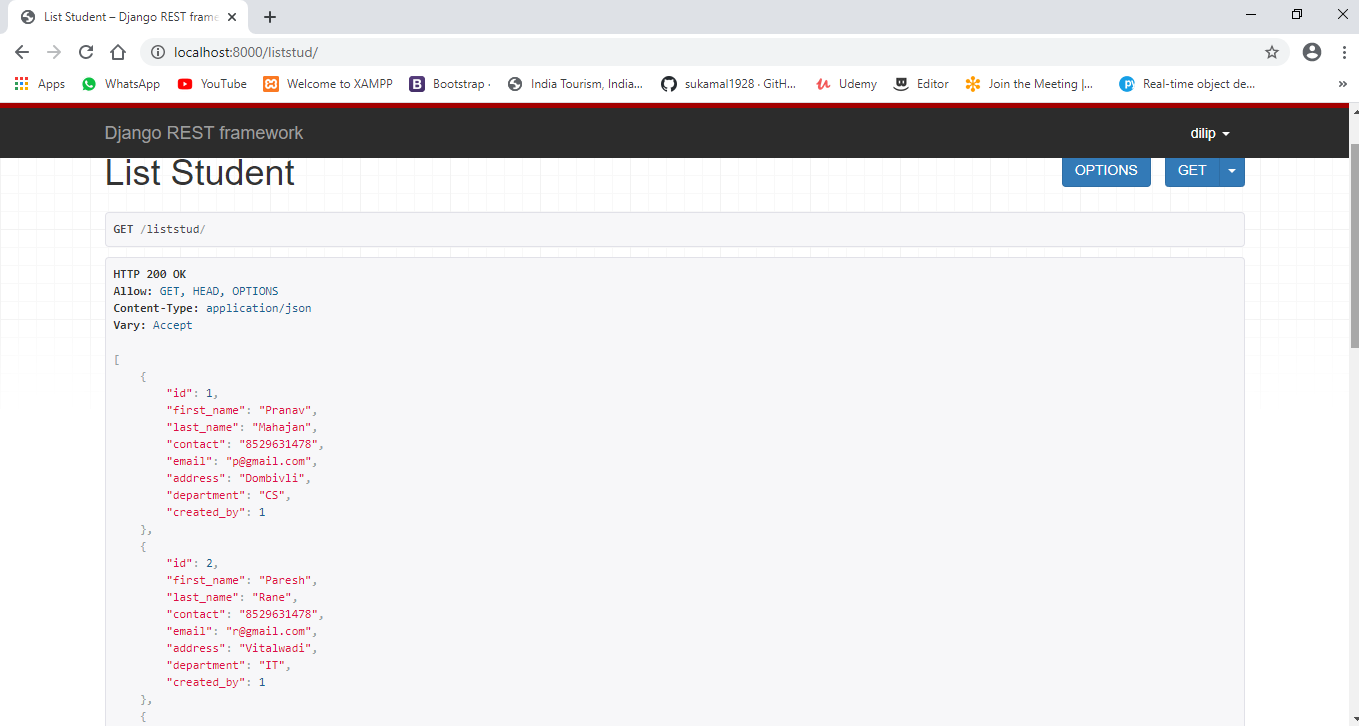 List Student – Django REST frame
localhost:8000/liststud/
Apps WhatsApp YouTube Welcome to XAMPP Bootstrap · India Tourism, India... sukamal1928 · GitH... Udemy Editor Join the Meeting |... Real-time object de... »
Django REST framework dilip
List Student OPTIONS GET
GET /liststud/
HTTP 200 OK
Allow: GET, HEAD, OPTIONS
Content-Type: application/json
Vary: Accept
[
{
"id": 1,
"first_name": "Pranav",
"last_name": "Mahajan",
"contact": "8529631478",
"email": "p@gmail.com",
"address": "Dombivli",
"department": "CS",
"created_by": 1
},
{
"id": 2,
"first_name": "Paresh",
"last_name": "Rane",
"contact": "8529631478",
"email": "r@gmail.com",
"address": "Vitalwadi",
"department": "IT",
"created_by": 1
},
{